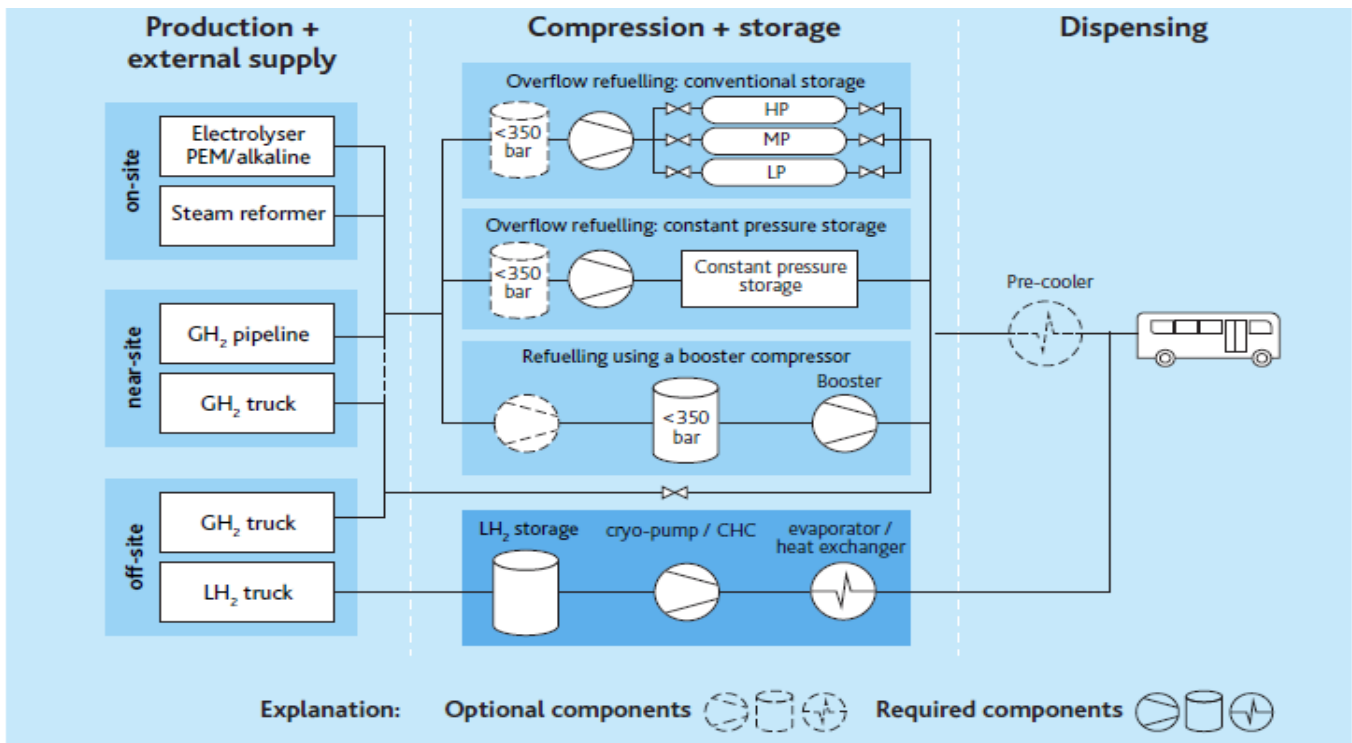 Production +
external supply
Compression + storage
Dispensing
on-site
Electrolyser
PEM/alkaline
Steam reformer
near-site
GH₂ pipeline
GH₂ truck
off-site
GH₂ truck
LH₂ truck
Overflow refuelling: conventional storage
<350
bar
HP
MP
LP
Overflow refuelling: constant pressure storage
<350
bar
Constant pressure
storage
Refuelling using a booster compressor
<350
bar
Booster
LH₂ storage
cryo-pump / CHC
evaporator /
heat exchanger
Pre-cooler
Explanation: Optional components Required components